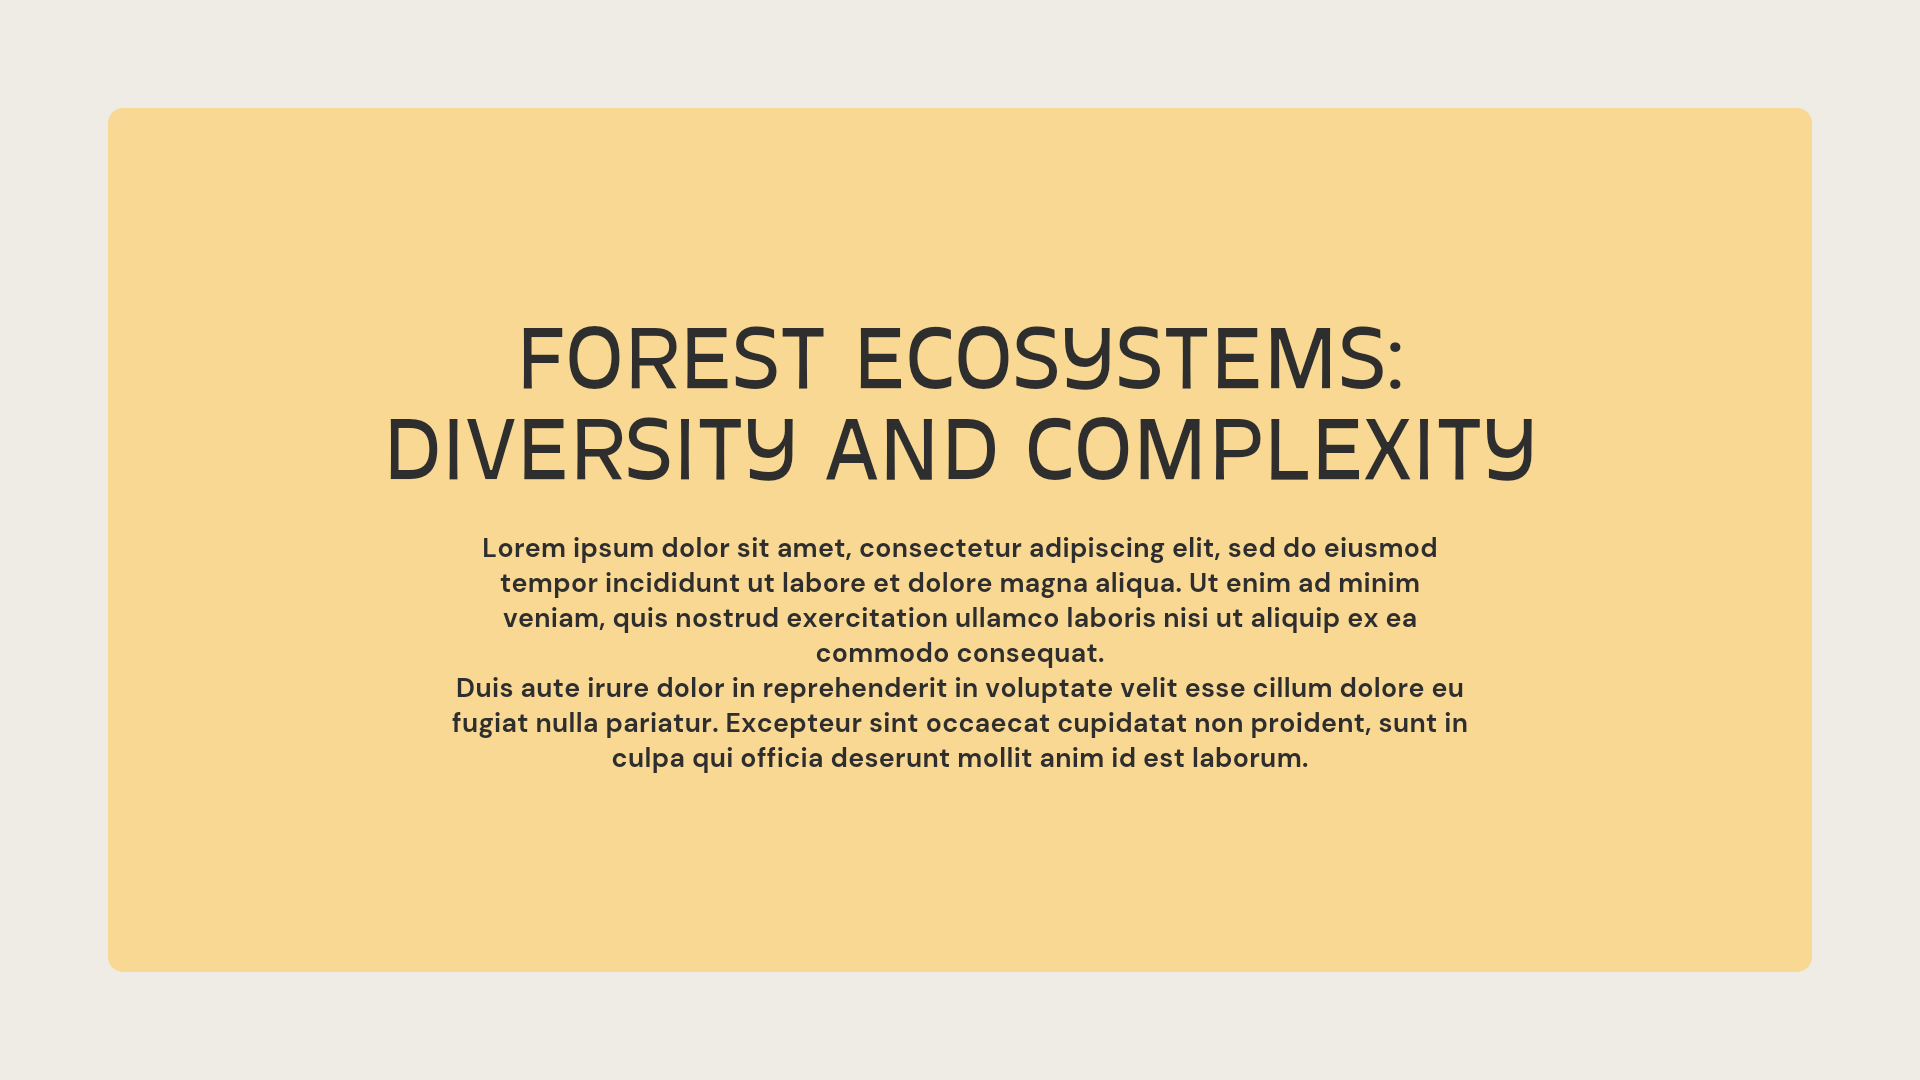 FOREST ECOSYSTEMS:
DIVERSITY AND COMPLEXITY
Lorem ipsum dolor sit amet, consectetur adipiscing elit, sed do eiusmod
tempor incididunt ut labore et dolore magna aliqua. Ut enim ad minim
veniam, quis nostrud exercitation ullamco laboris nisi ut aliquip ex ea
commodo consequat.
Duis aute irure dolor in reprehenderit in voluptate velit esse cillum dolore eu
fugiat nulla pariatur. Excepteur sint occaecat cupidatat non proident, sunt in
culpa qui officia deserunt mollit anim id est laborum.